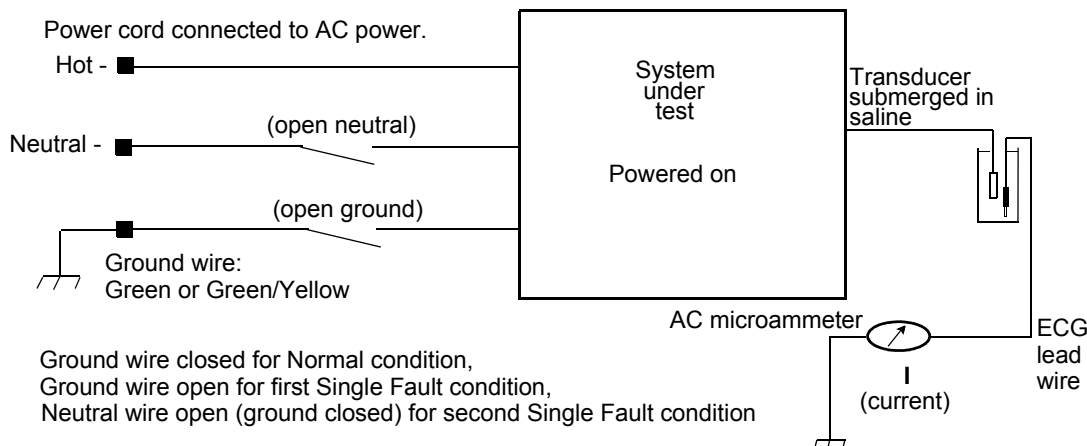 Power cord connected to AC power.
Hot -
System
under
test
Powered on
Transducer
submerged in
saline
(open neutral)
Neutral -
(open ground)
Ground wire:
Green or Green/Yellow
AC microammeter
I
(current)
ECG
lead
wire
Ground wire closed for Normal condition,
Ground wire open for first Single Fault condition,
Neutral wire open (ground closed) for second Single Fault condition